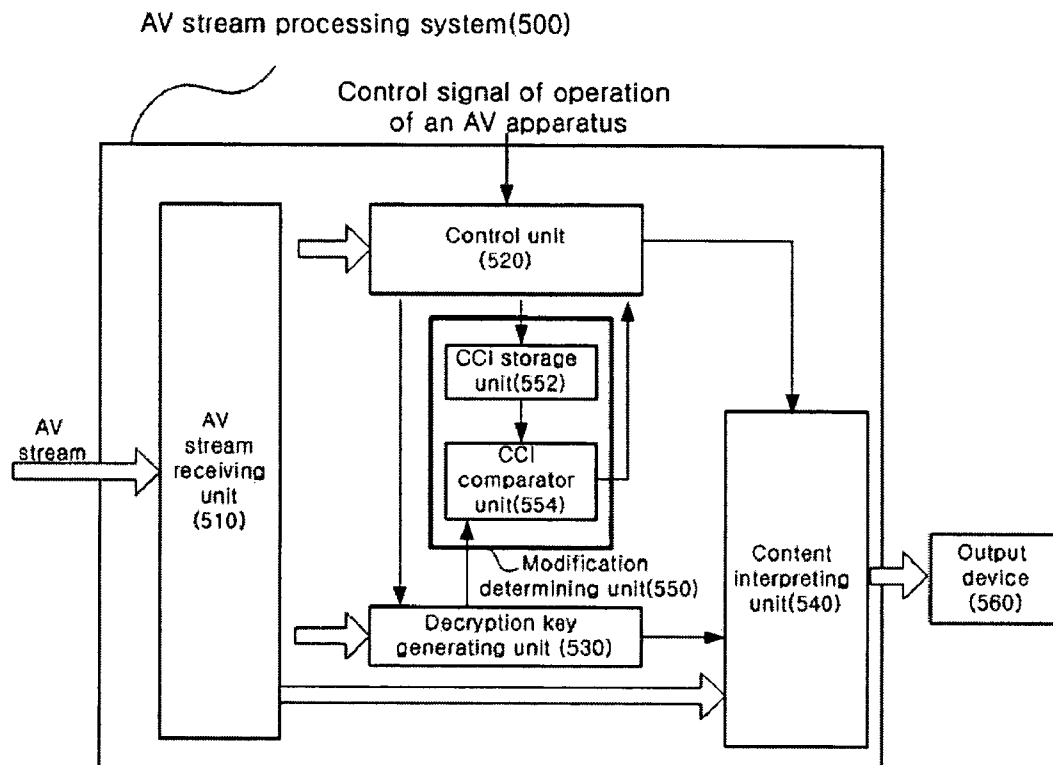 AV stream processing system(500)
Control signal of operation
of an AV apparatus
Control unit
(520)
CCI storage
unit(552)
AV
stream
AV
stream
receiving
unit
(510)
CCI
comparator
unit(554)
Modification
determining unit(550)
Decryption key
generating unit (530)
Content
interpreting
unit(540)
Output
device
(560)